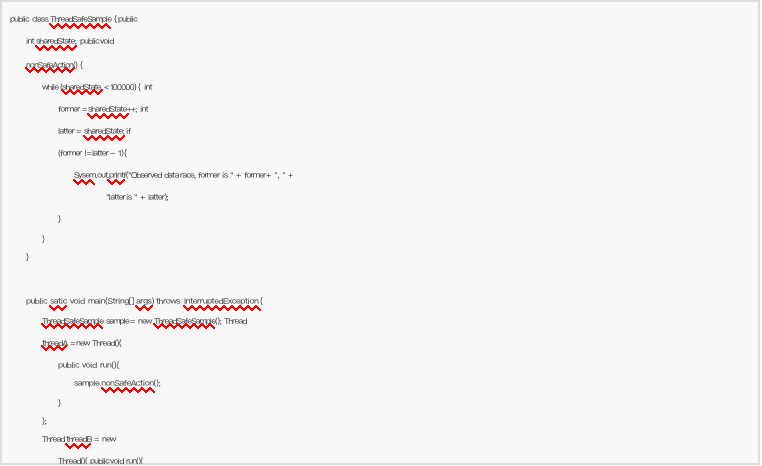 public class ThreadSafeSample { public
int sharedState; public void
nonSafeAction() {
while (sharedState < 100000) { int
former = sharedState++; int
latter = sharedState; if
(former != latter - 1){
Sysem.out.printf("Observed data race, former is " + former+ ", " +
"latter is " + latter);
}
}
}
public satic void main(String[] args) throws InterruptedException {
ThreadSafeSample sample = new ThreadSafeSample(); Thread
threadA = new Thread(){
public void run(){
sample.nonSafeAction();
}
};
Thread threadB = new
Thread(){ public void run(){